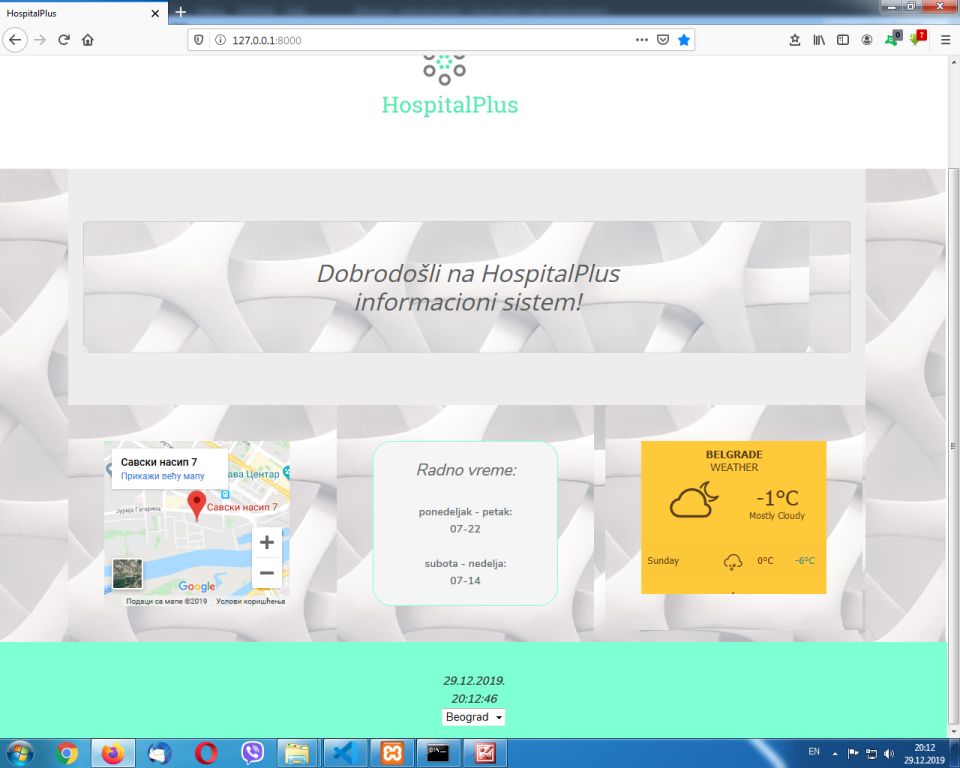 HospitalPlus
127.0.0.1:8000
HospitalPlus
Dobrodošli na HospitalPlus
informacioni sistem!
Савски насип 7
Прикажи већу мапу
ава Центар
Јурија Гагарина
Савски насип 7
Google
Подаци са мапе ©2019 Услови коришћења
Radno vreme:
ponedeljak - petak:
07-22
subota - nedelja:
07-14
BELGRADE
WEATHER
-1°C
Mostly Cloudy
Sunday 0°C -6°C
29.12.2019.
20:12:46
Beograd
EN
20:12
29.12.2019